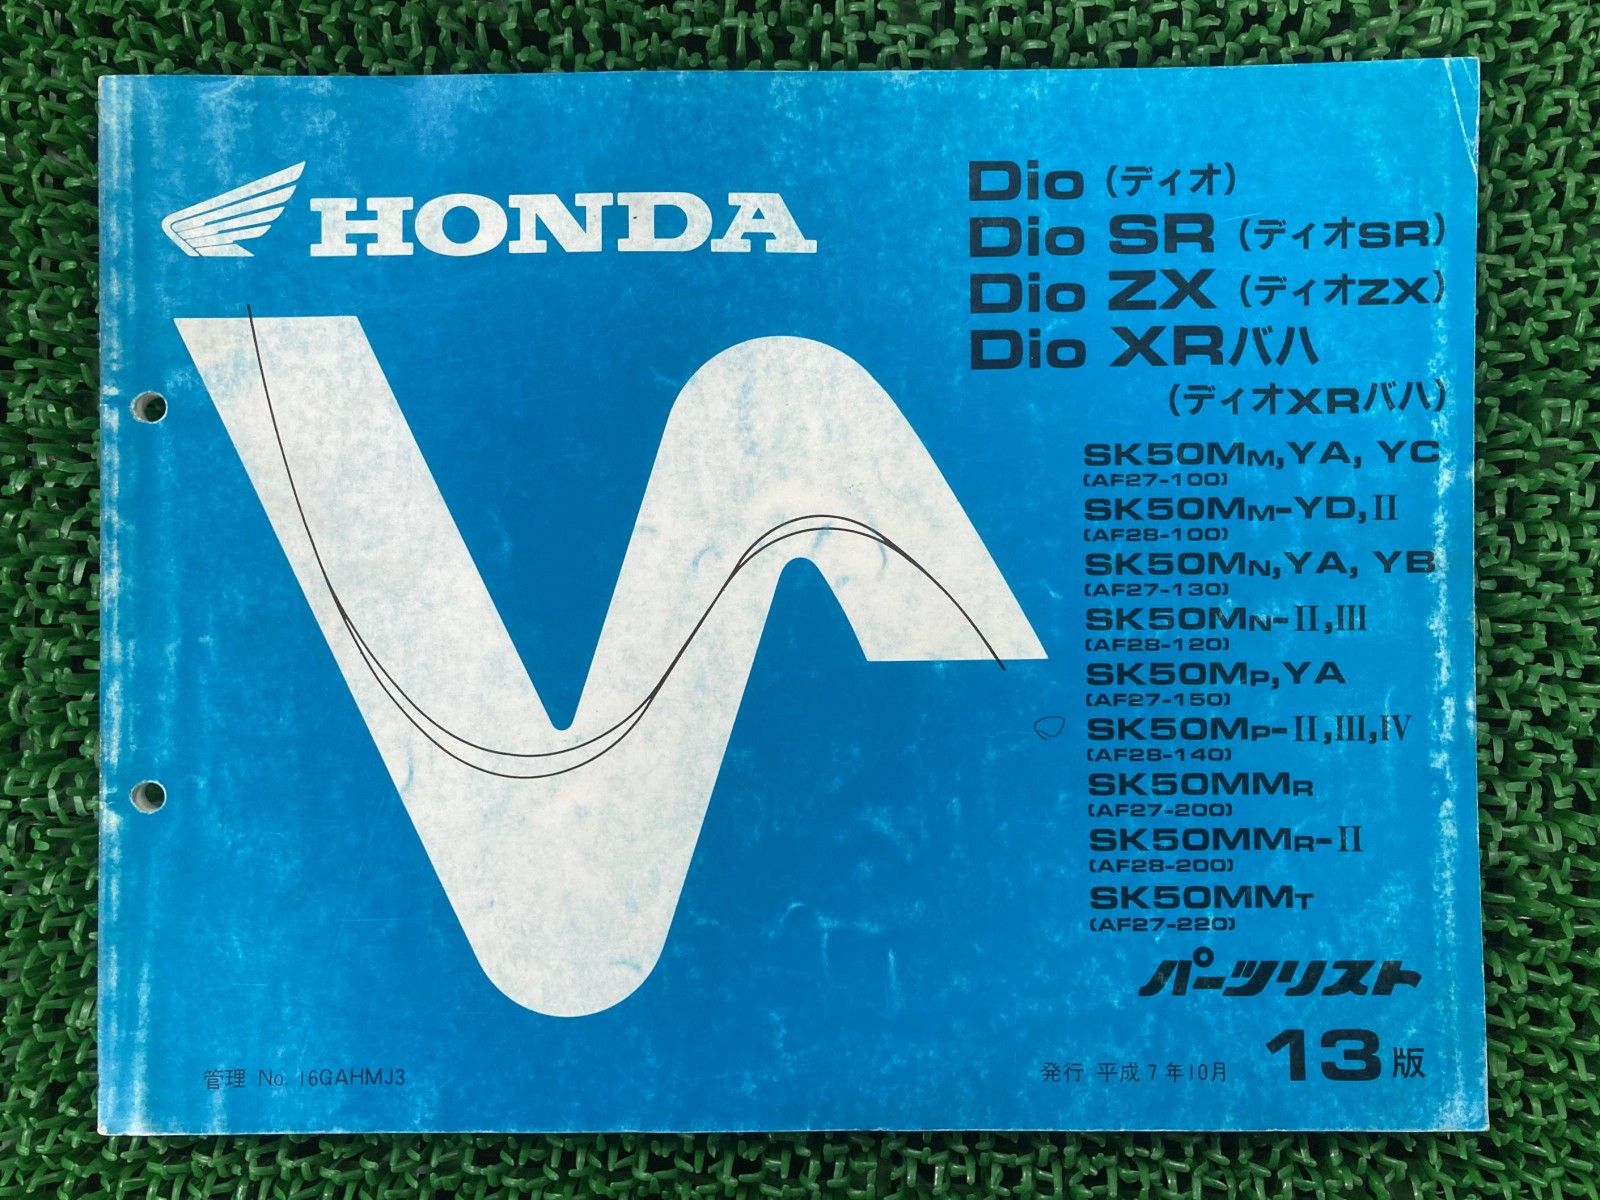 HONDA
Dio (ディオ)
Dio SR (ディオSR)
Dio ZX (ディオZX)
Dio XRバハ
(ディオXRバハ)
SK50MM,YA, YC
(AF27-100)
SK50MM-YD,II
(AF28-100)
SK50MN,YA, YB
(AF27-130)
SK50MN-II,III
(AF28-120)
SK50MP,YA
(AF27-150)
SK50MP-II,III,IV
(AF28-140)
SK50MMR
(AF27-200)
SK50MMR-II
(AF28-200)
SK50MMT
(AF27-220)
パーツリスト
13版
管理 No. 16GAHMJ3
発行 平成7年10月